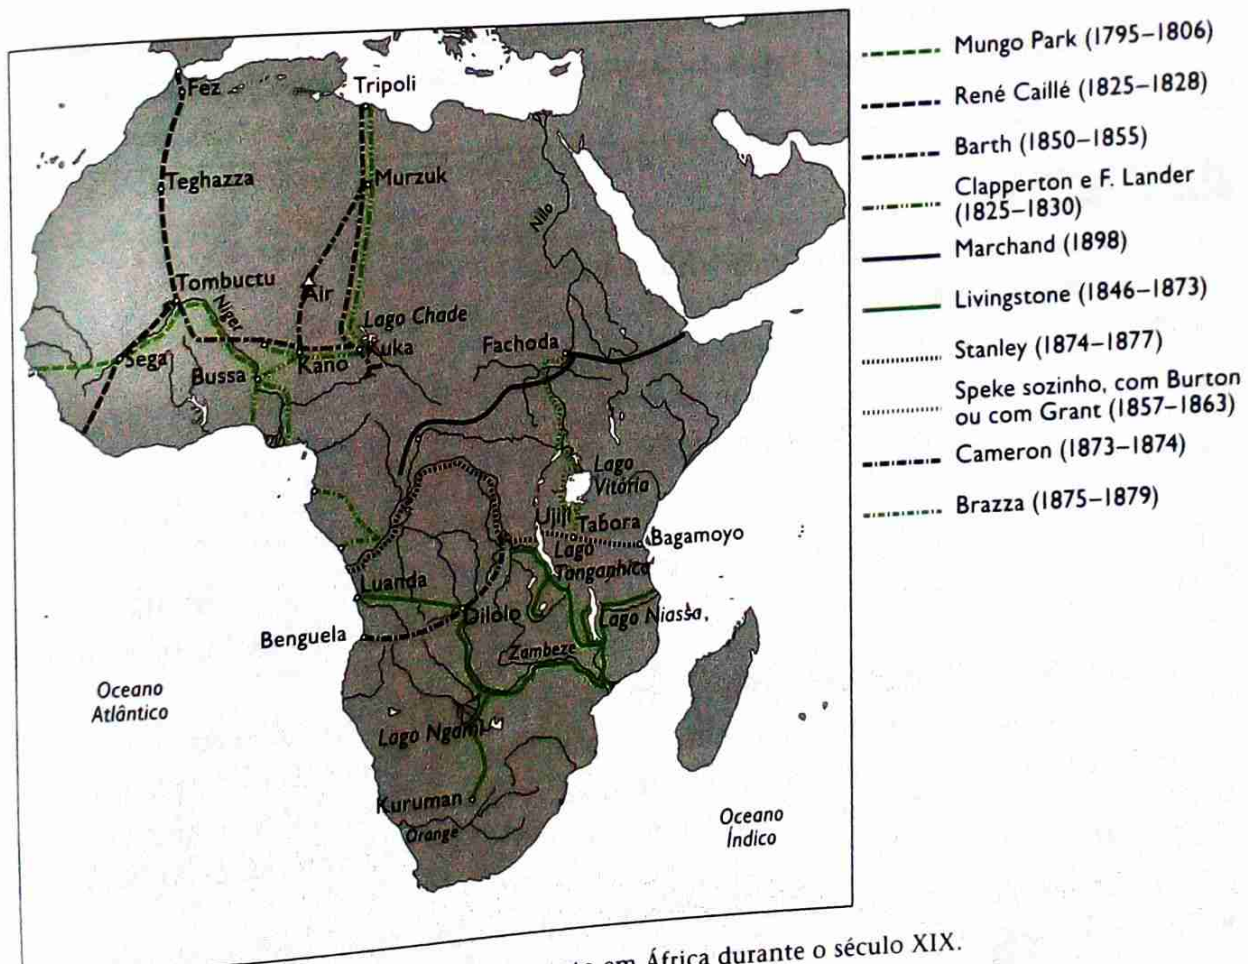 Fez
Tripoli
Teghazza
Murzuk
Nilo
Tombuctu
Níger
Air
Lago Chade
Sega
Kano
Kuka
Bussa
Fachoda
Lago
Vitória
Ujiji
Tabora
Bagamoyo
Lago
Tanganhica
Luanda
Dilolo
Lago Niassa
Benguela
Zambeze
Oceano
Atlântico
Lago Ngami
Kuruman
Orange
Oceano
Índico
Mungo Park (1795–1806)
René Caillé (1825–1828)
Barth (1850–1855)
Clapperton e F. Lander
(1825–1830)
Marchand (1898)
Livingstone (1846–1873)
Stanley (1874–1877)
Speke sozinho, com Burton
ou com Grant (1857–1863)
Cameron (1873–1874)
Brazza (1875–1879)
em África durante o século XIX.